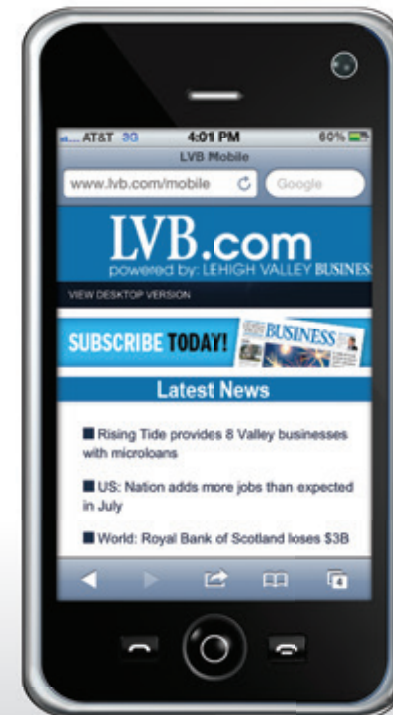 AT&T 3G 4:01 PM 60%
LVB Mobile
www.lvb.com/mobile Google
LVB.com
powered by: LEHIGH VALLEY BUSINES
VIEW DESKTOP VERSION
SUBSCRIBE TODAY! BUSINESS
Latest News
Rising Tide provides 8 Valley businesses
with microloans
US: Nation adds more jobs than expected
in July
World: Royal Bank of Scotland loses $3B
4